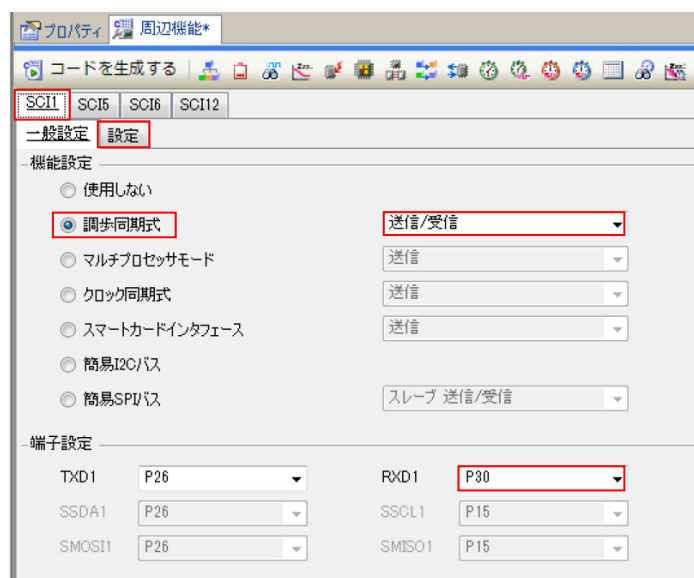 プロパティ 周辺機能*
コードを生成する
SCI1 SCI5 SCI6 SCI12
一般設定 設定
機能設定
使用しない
調歩同期式 送信/受信
マルチプロセッサモード 送信
クロック同期式 送信
スマートカードインタフェース 送信
簡易I2Cバス
簡易SPIバス スレーブ 送信/受信
端子設定
TXD1 P26 RXD1 P30
SSDA1 P26 SSCL1 P15
SMOSI1 P26 SMISO1 P15